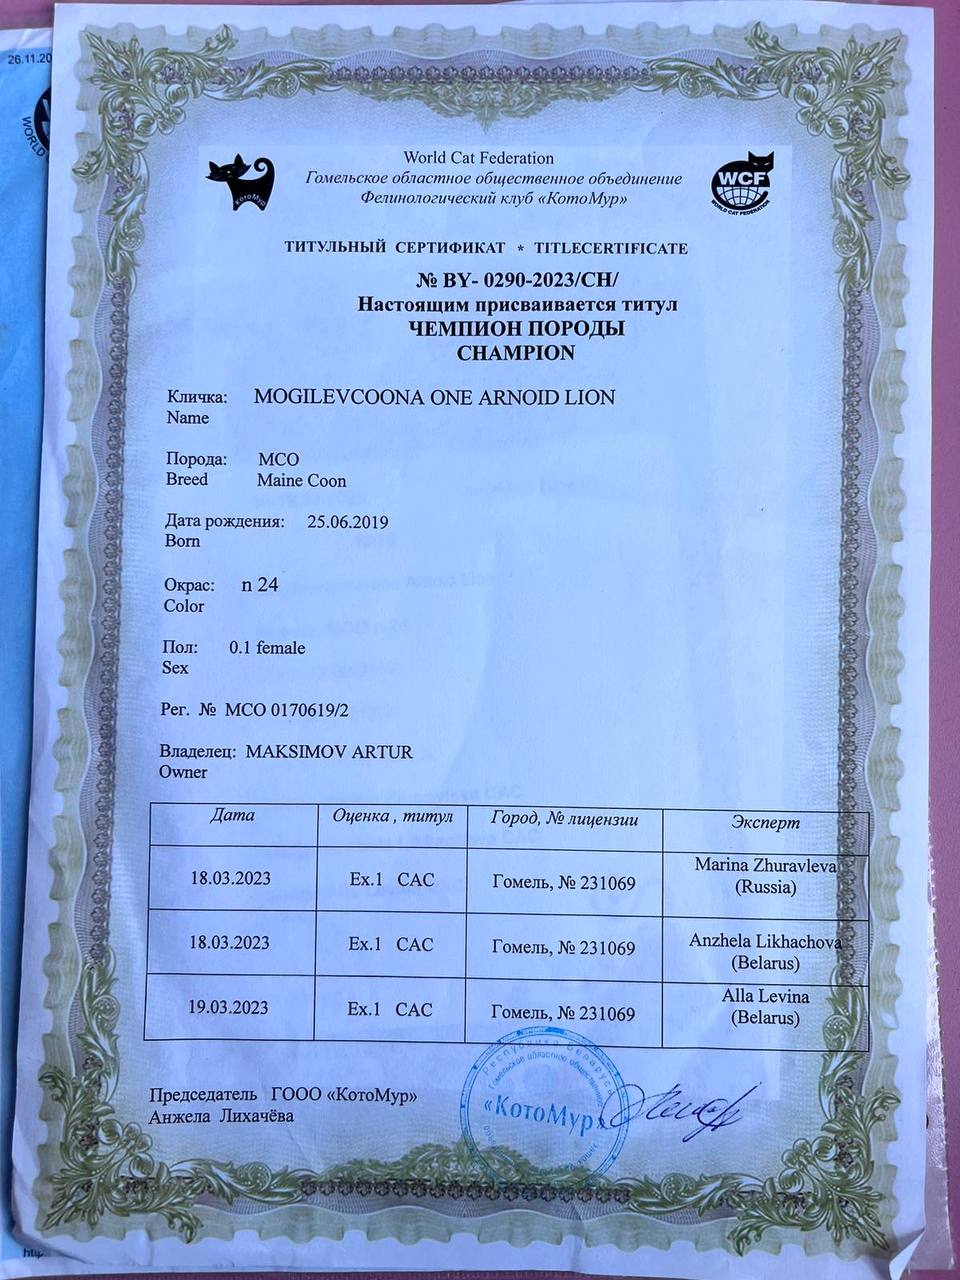 26.11.20
World Cat Federation
Гомельское областное общественное объединение
Фелинологический клуб «КотоМур»
КотоМур
WCF
WORLD CAT FEDERATION
ТИТУЛЬНЫЙ СЕРТИФИКАТ * TITLECERTIFICATE
№ BY- 0290-2023/CH/
Настоящим присваивается титул
ЧЕМПИОН ПОРОДЫ
CHAMPION
Кличка: MOGILEVCOONA ONE ARNOID LION
Name
Порода: MCO
Breed Maine Coon
Дата рождения: 25.06.2019
Born
Окрас: n 24
Color
Пол: 0.1 female
Sex
Рег. № MCO 0170619/2
Владелец: MAKSIMOV ARTUR
Owner
Дата Оценка , титул Город, № лицензии Эксперт
18.03.2023 Ex.1 CAC Гомель, № 231069 Marina Zhuravleva (Russia)
18.03.2023 Ex.1 CAC Гомель, № 231069 Anzhela Likhachova (Belarus)
19.03.2023 Ex.1 CAC Гомель, № 231069 Alla Levina (Belarus)
Председатель ГООО «КотоМур»
Анжела Лихачёва
Республика Беларусь
Гомельское областное общественное
«КотоМур»